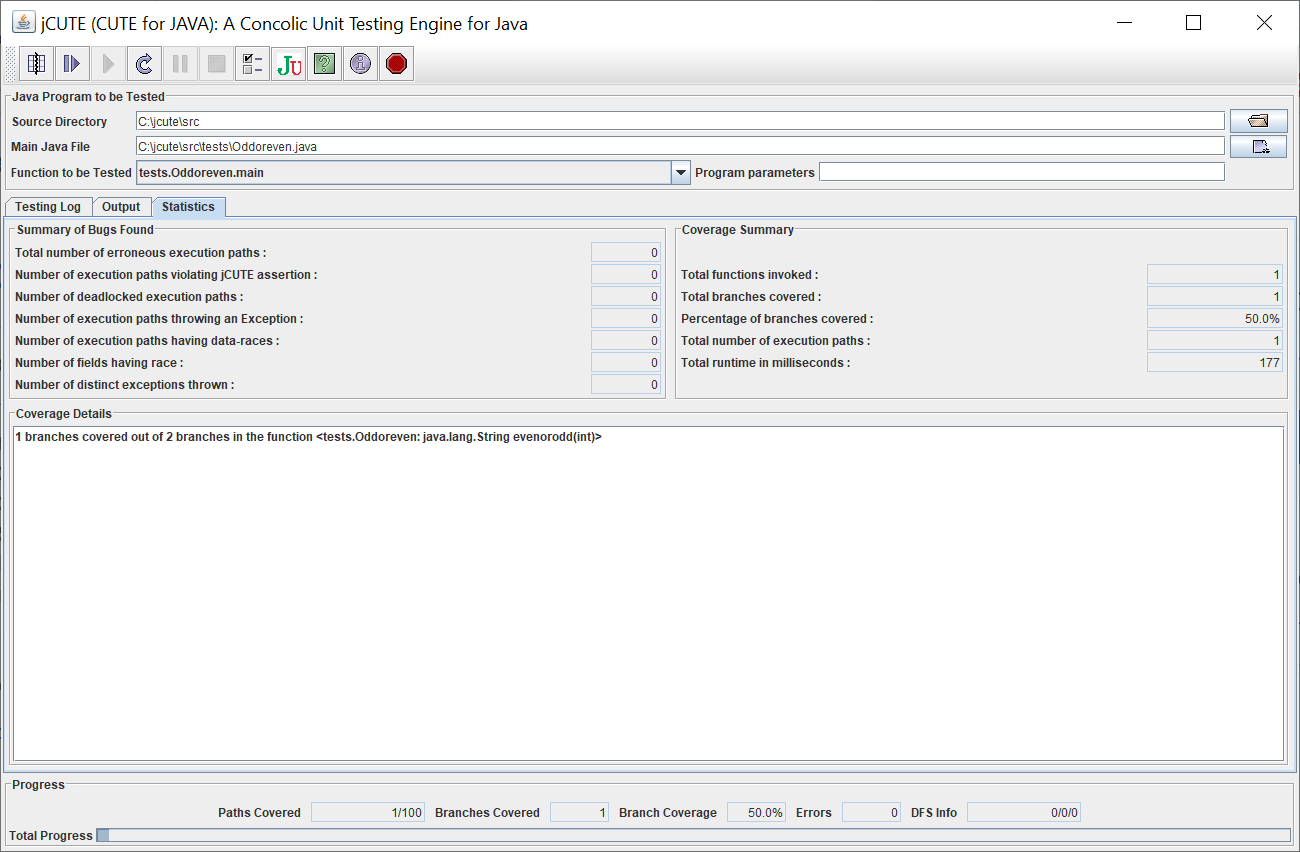 jCUTE (CUTE for JAVA): A Concolic Unit Testing Engine for Java
JU ? i
Java Program to be Tested
Source Directory C:\jcute\src
Main Java File C:\jcute\src\tests\Oddoreven.java
Function to be Tested tests.Oddoreven.main Program parameters
Testing Log Output Statistics
Summary of Bugs Found
Total number of erroneous execution paths : 0
Number of execution paths violating jCUTE assertion : 0
Number of deadlocked execution paths : 0
Number of execution paths throwing an Exception : 0
Number of execution paths having data-races : 0
Number of fields having race : 0
Number of distinct exceptions thrown : 0
Coverage Summary
Total functions invoked : 1
Total branches covered : 1
Percentage of branches covered : 50.0%
Total number of execution paths : 1
Total runtime in milliseconds : 177
Coverage Details
1 branches covered out of 2 branches in the function <tests.Oddoreven: java.lang.String evenorodd(int)>
Progress
Paths Covered 1/100 Branches Covered 1 Branch Coverage 50.0% Errors 0 DFS Info 0/0/0
Total Progress